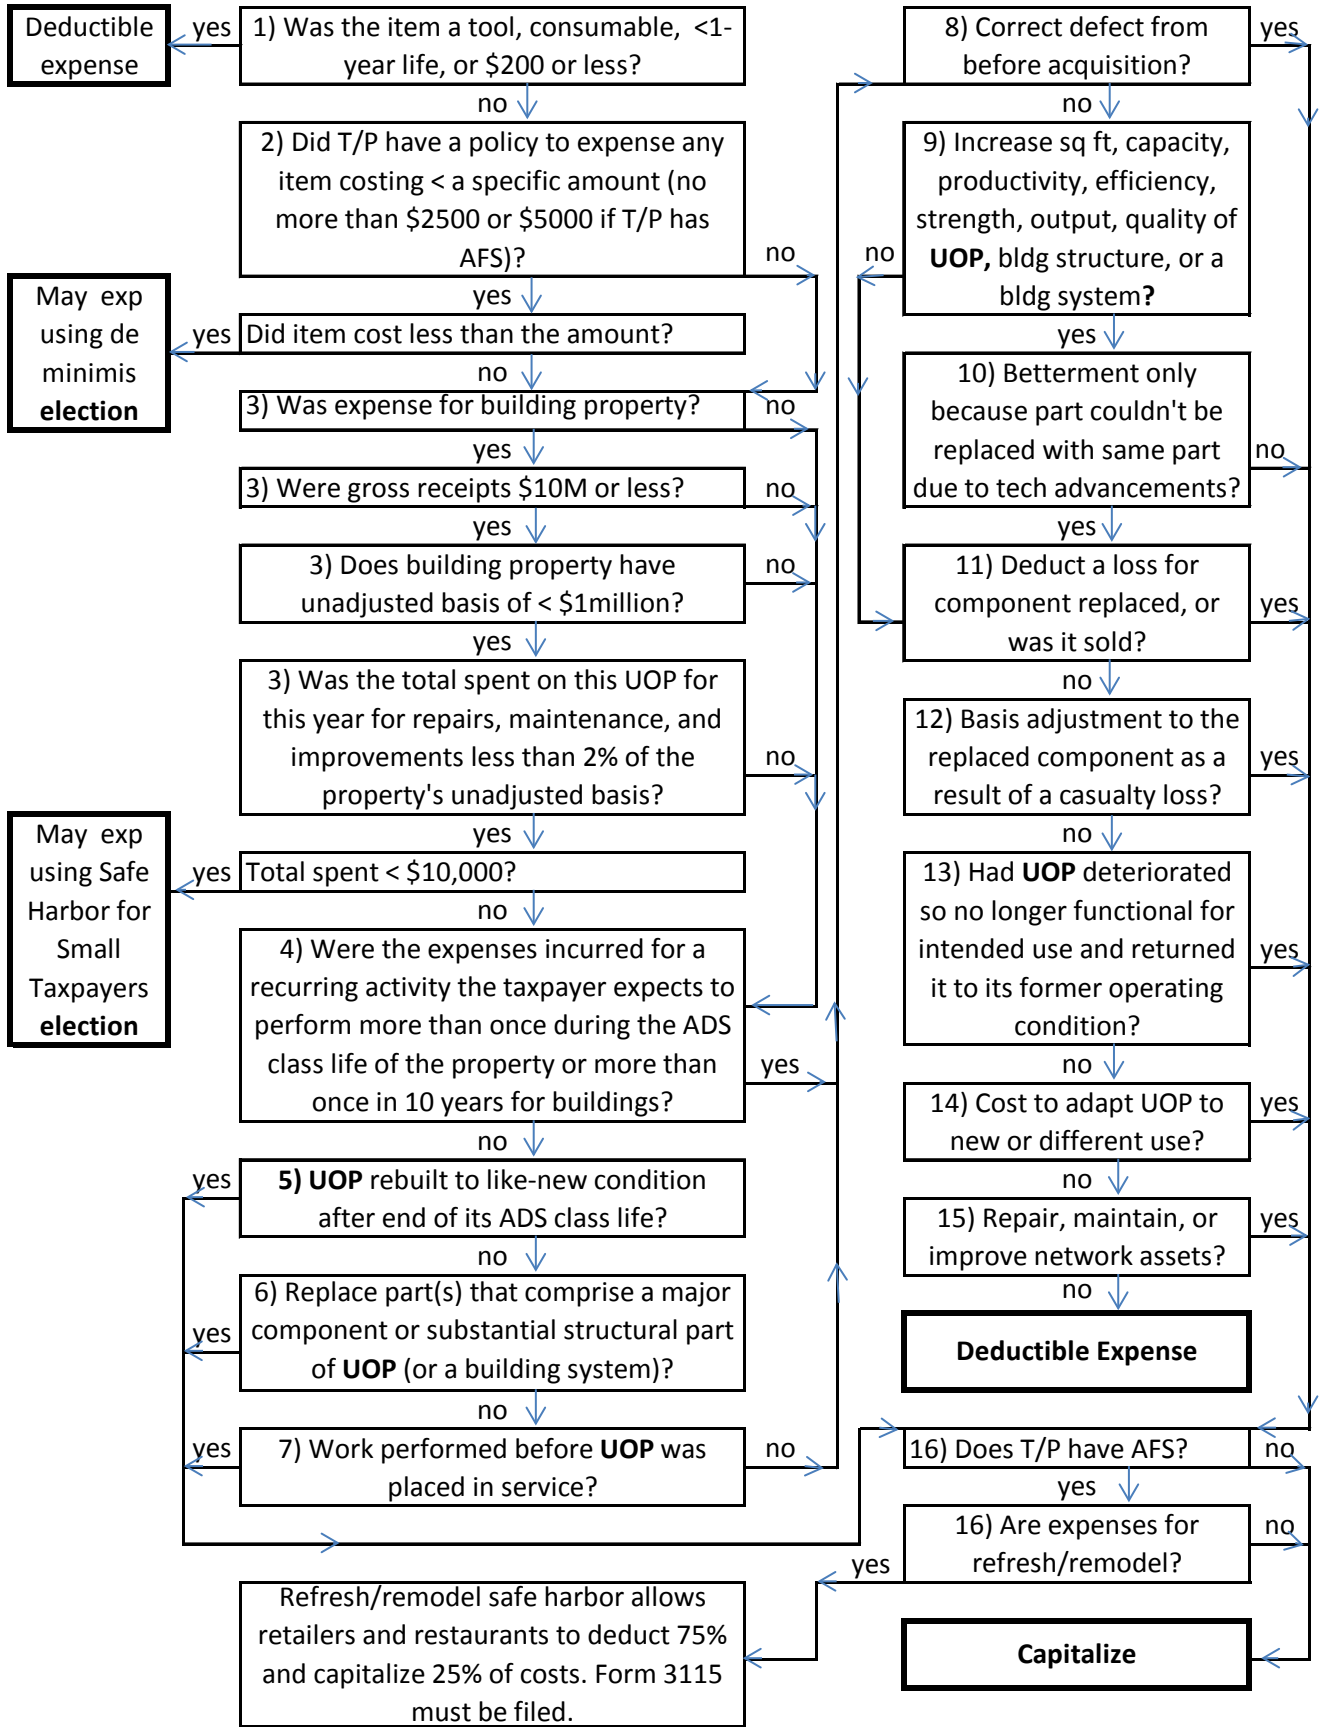 Deductible
expense
yes
1) Was the item a tool, consumable, <1-
year life, or $200 or less?
no
2) Did T/P have a policy to expense any
item costing < a specific amount (no
more than $2500 or $5000 if T/P has
AFS)?
no
yes
May exp
using de
minimis
election
yes
Did item cost less than the amount?
no
3) Was expense for building property?
no
yes
3) Were gross receipts $10M or less?
no
yes
3) Does building property have
unadjusted basis of < $1million?
no
yes
3) Was the total spent on this UOP for
this year for repairs, maintenance, and
improvements less than 2% of the
property's unadjusted basis?
no
yes
May exp
using Safe
Harbor for
Small
Taxpayers
election
yes
Total spent < $10,000?
no
4) Were the expenses incurred for a
recurring activity the taxpayer expects to
perform more than once during the ADS
class life of the property or more than
once in 10 years for buildings?
yes
no
yes
5) UOP rebuilt to like-new condition
after end of its ADS class life?
no
6) Replace part(s) that comprise a major
component or substantial structural part
of UOP (or a building system)?
yes
no
yes
7) Work performed before UOP was
placed in service?
no
8) Correct defect from
before acquisition?
yes
no
9) Increase sq ft, capacity,
productivity, efficiency,
strength, output, quality of
UOP, bldg structure, or a
bldg system?
no
yes
10) Betterment only
because part couldn't be
replaced with same part
due to tech advancements?
no
yes
11) Deduct a loss for
component replaced, or
was it sold?
yes
no
12) Basis adjustment to the
replaced component as a
result of a casualty loss?
yes
no
13) Had UOP deteriorated
so no longer functional for
intended use and returned
it to its former operating
condition?
yes
no
14) Cost to adapt UOP to
new or different use?
yes
no
15) Repair, maintain, or
improve network assets?
yes
no
Deductible Expense
16) Does T/P have AFS?
no
yes
16) Are expenses for
refresh/remodel?
no
yes
Refresh/remodel safe harbor allows
retailers and restaurants to deduct 75%
and capitalize 25% of costs. Form 3115
must be filed.
Capitalize